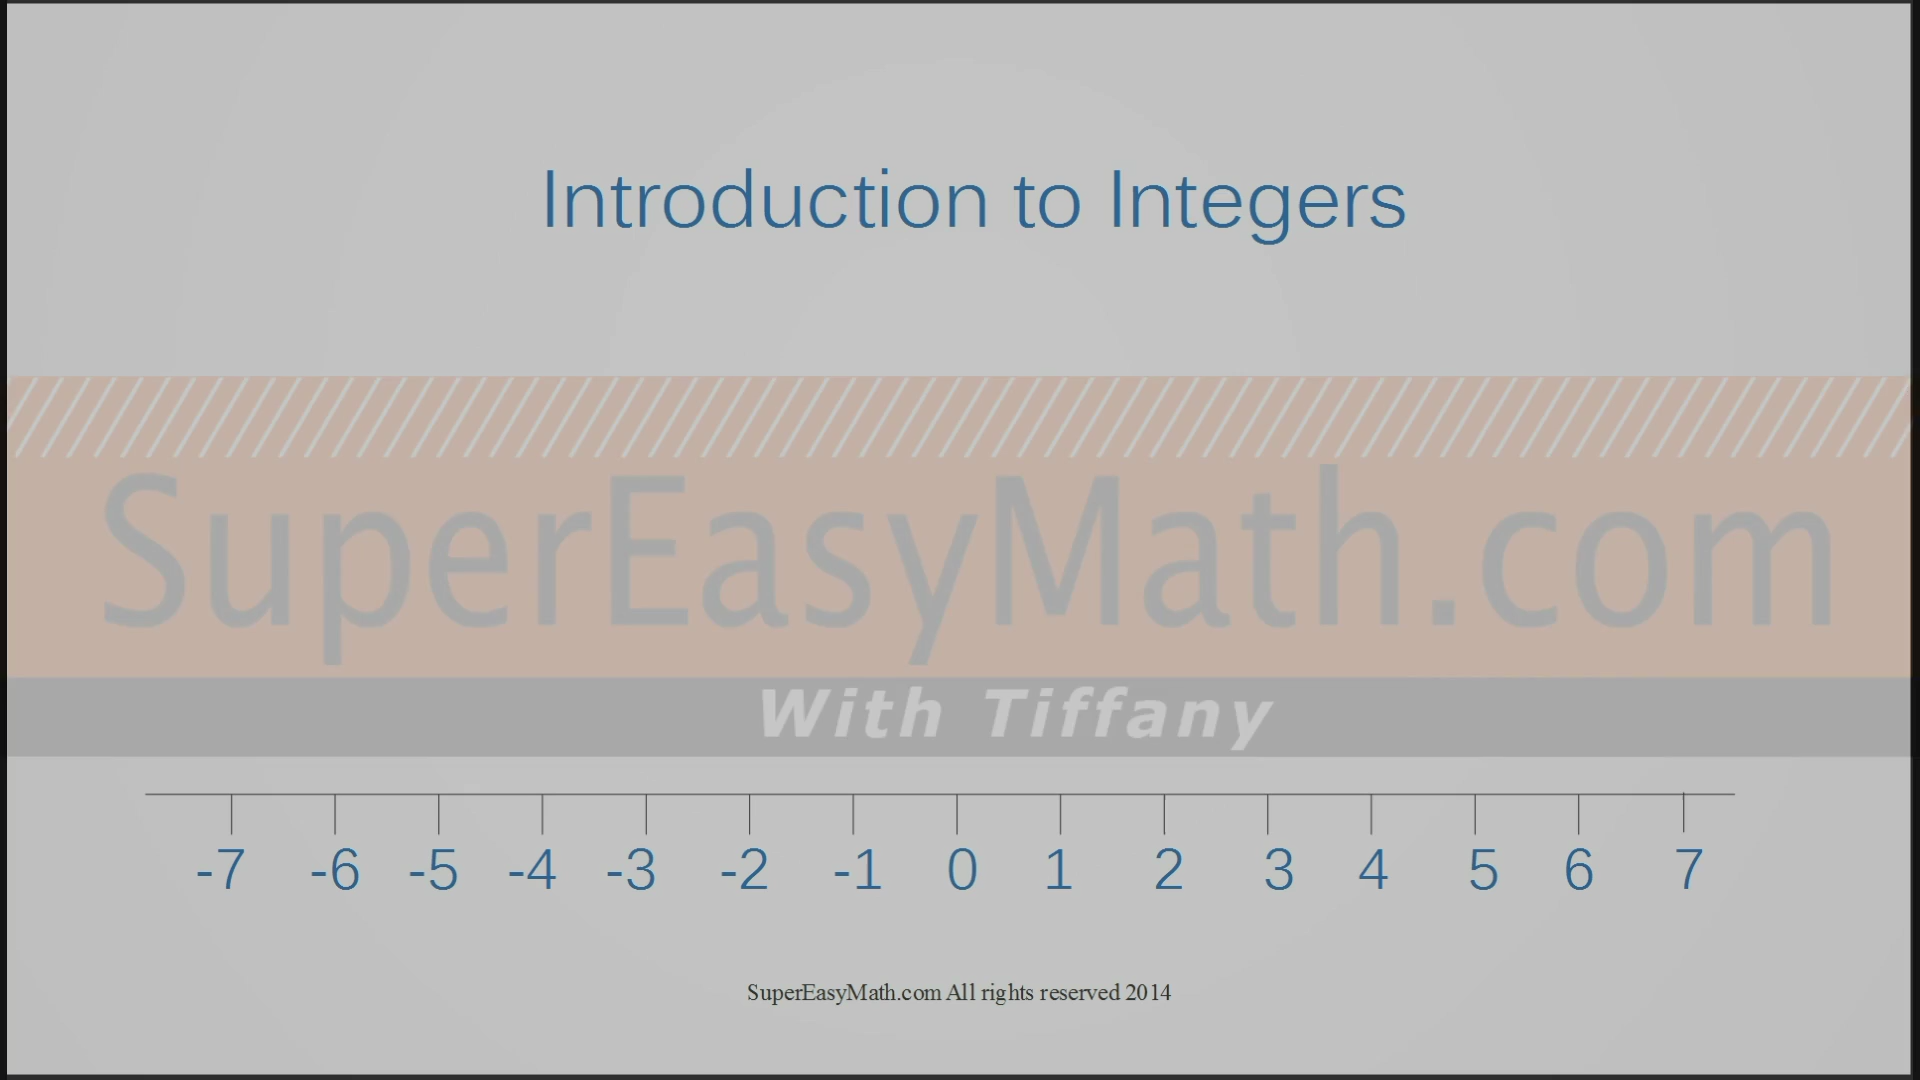 Introduction to Integers
SuperEasyMath.com
With Tiffany
-7 -6 -5 -4 -3 -2 -1 0 1 2 3 4 5 6 7
SuperEasyMath.com All rights reserved 2014